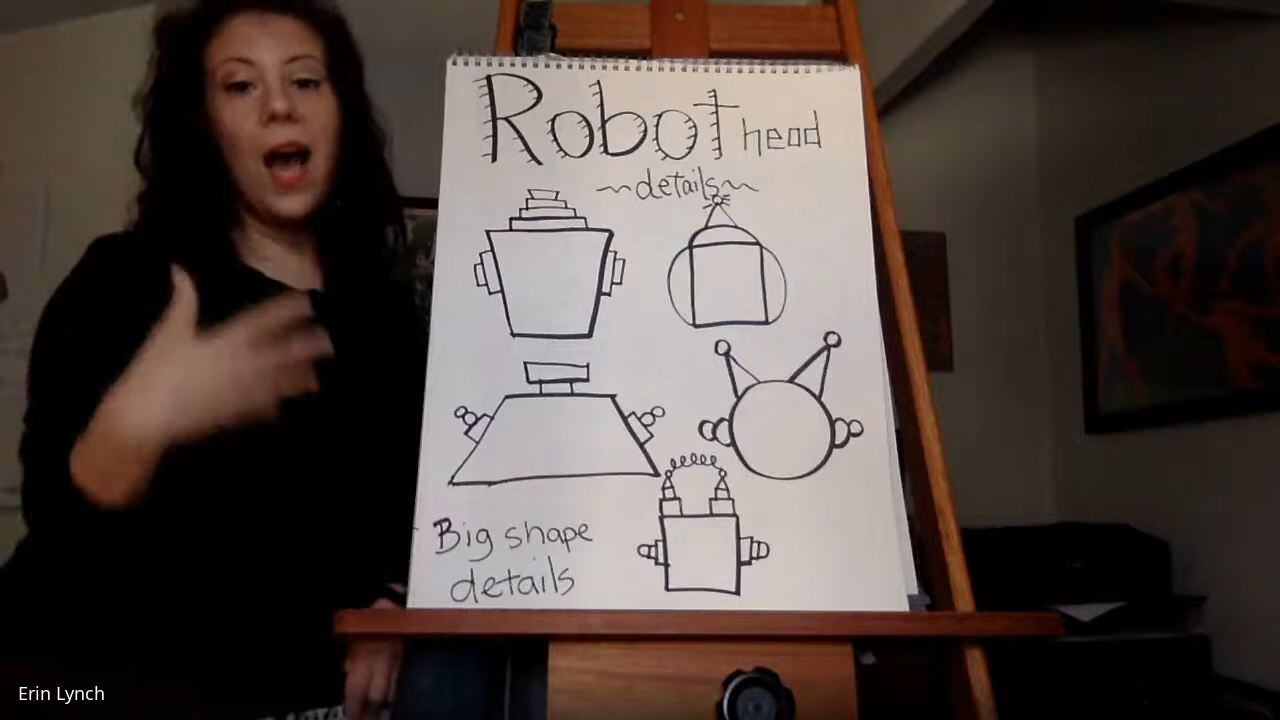 Robot head
~details~
Big shape
details
Erin Lynch